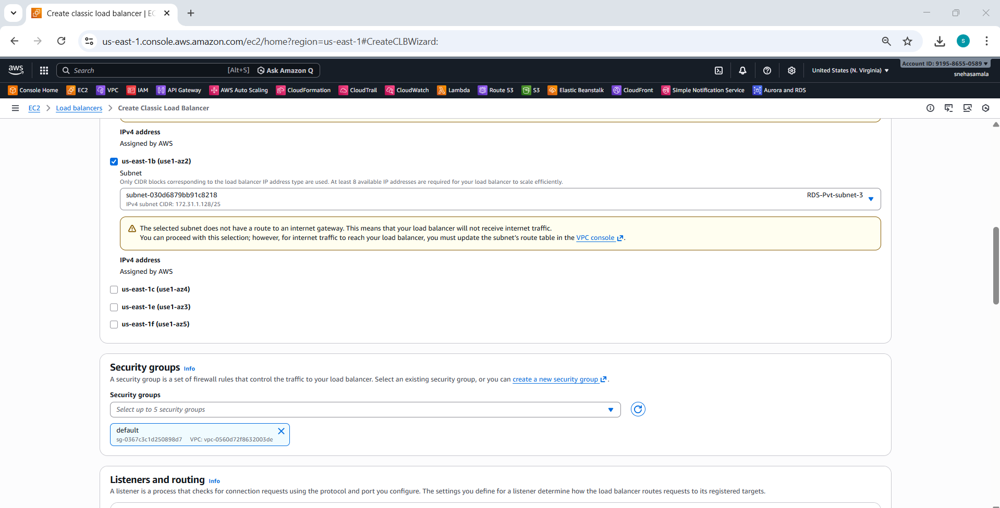 Create classic load balancer | EC
us-east-1.console.aws.amazon.com/ec2/home?region=us-east-1#CreateCLBWizard:
S
aws
Search
[Alt+S]
Ask Amazon Q
United States (N. Virginia)
Account ID: 9195-8655-0589
snehasamala
Console Home
EC2
VPC
IAM
API Gateway
AWS Auto Scaling
CloudFormation
CloudTrail
CloudWatch
Lambda
Route 53
S3
Elastic Beanstalk
CloudFront
Simple Notification Service
Aurora and RDS
EC2
Load balancers
Create Classic Load Balancer
IPv4 address
Assigned by AWS
us-east-1b (use1-az2)
Subnet
Only CIDR blocks corresponding to the load balancer IP address type are used. At least 8 available IP addresses are required for your load balancer to scale efficiently.
subnet-030d6879bb91c8218
RDS-Pvt-subnet-3
IPv4 subnet CIDR: 172.31.1.128/25
The selected subnet does not have a route to an internet gateway. This means that your load balancer will not receive internet traffic.
You can proceed with this selection; however, for internet traffic to reach your load balancer, you must update the subnet's route table in the VPC console.
IPv4 address
Assigned by AWS
us-east-1c (use1-az4)
us-east-1e (use1-az3)
us-east-1f (use1-az5)
Security groups Info
A security group is a set of firewall rules that control the traffic to your load balancer. Select an existing security group, or you can create a new security group.
Security groups
Select up to 5 security groups
default
sg-0367c3c1d250898d7 VPC: vpc-0560d72f8632003de
Listeners and routing Info
A listener is a process that checks for connection requests using the protocol and port you configure. The settings you define for a listener determine how the load balancer routes requests to its registered targets.